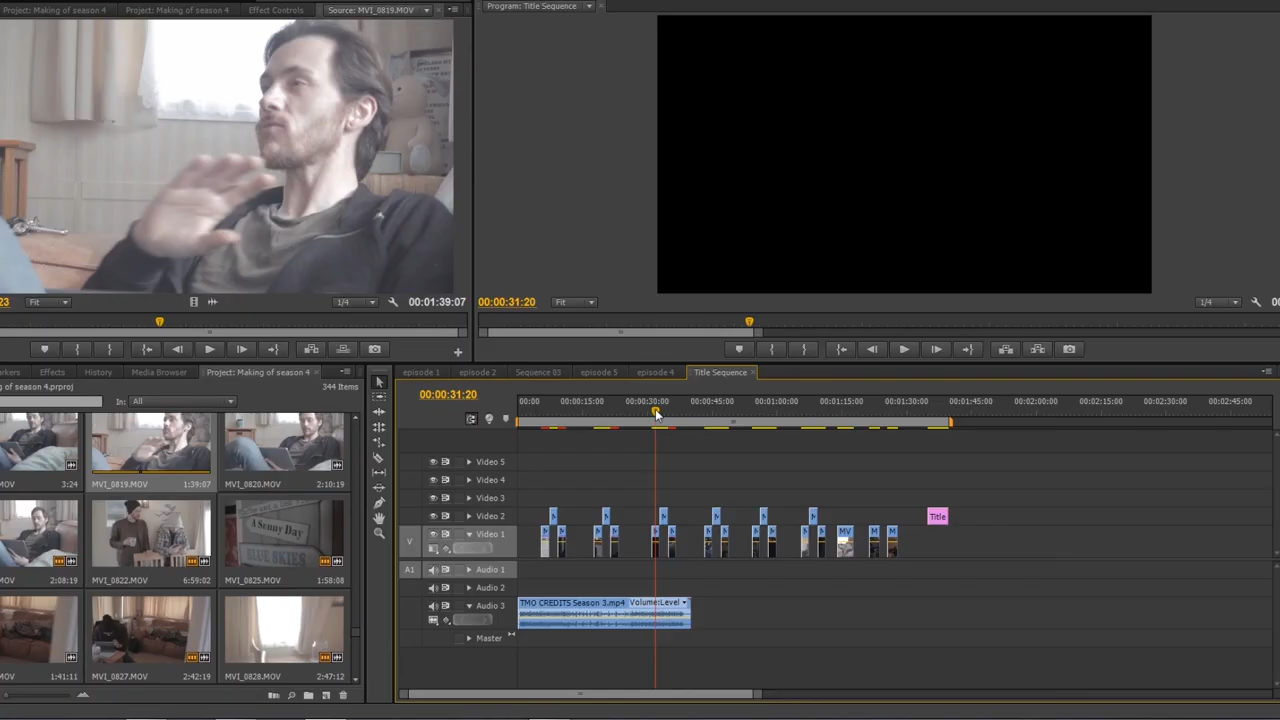 Project: Making of season 4
Project: Making of season 4
Effect Controls
Source: MVI_0819.MOV
Program: Title Sequence
23
Fit
1/4
00:01:39:07
00:00:31:20
Fit
1/4
00
rkers
Effects
History
Media Browser
Project: Making of season 4
g of season 4.prproj
344 Items
In:
All
3:24
MVI_0819.MOV
1:39:07
MVI_0820.MOV
2:10:19
2:08:19
MVI_0822.MOV
6:59:02
A Sunny Day
BLUE SKIES
MVI_0825.MOV
1:58:08
1:41:11
MVI_0827.MOV
2:42:19
MVI_0828.MOV
2:47:12
episode 1
episode 2
Sequence 03
episode 5
episode 4
Title Sequence
00:00:31:20
00:00
00:00:15:00
00:00:30:00
00:00:45:00
00:01:00:00
00:01:15:00
00:01:30:00
00:01:45:00
00:02:00:00
00:02:15:00
00:02:30:00
00:02:45:00
Video 5
Video 4
Video 3
Video 2
Title
V
Video 1
MV
M
M
A1
Audio 1
Audio 2
Audio 3
TMO CREDITS Season 3.mp4
Volume:Level
Master